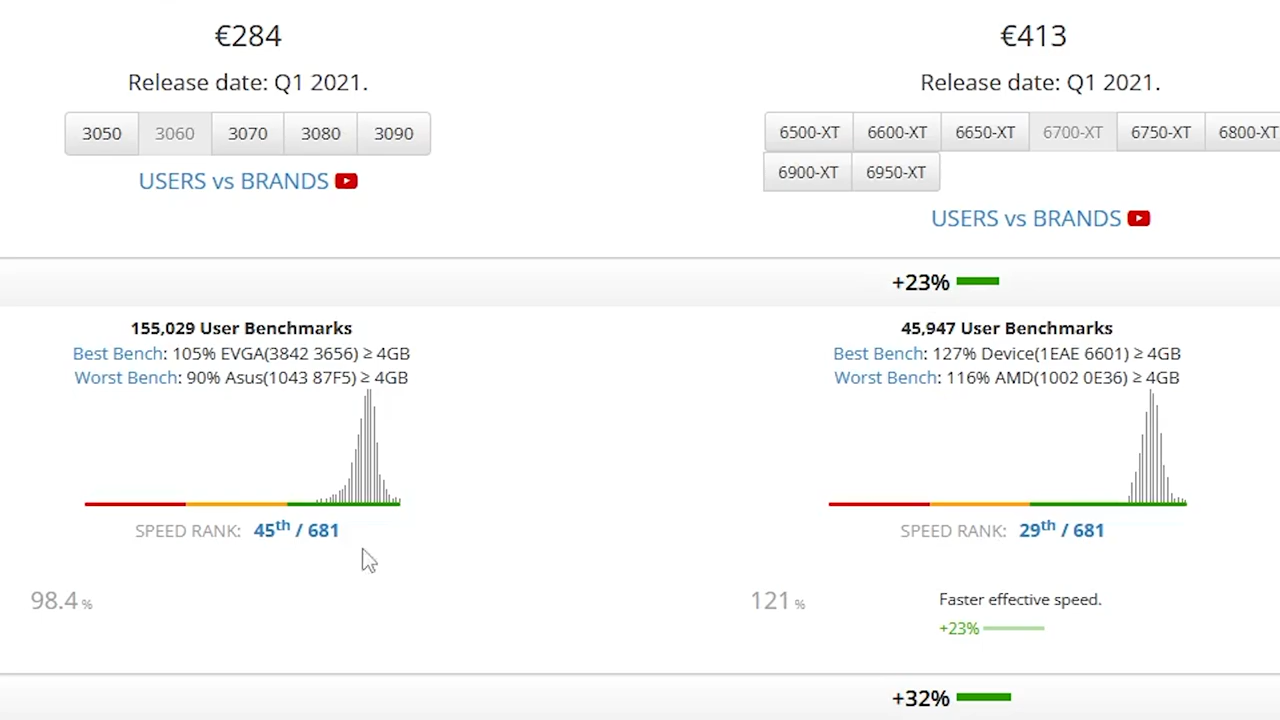 €284
€413
Release date: Q1 2021.
Release date: Q1 2021.
3050 3060 3070 3080 3090
6500-XT 6600-XT 6650-XT 6700-XT 6750-XT 6800-XT
6900-XT 6950-XT
USERS vs BRANDS
USERS vs BRANDS
+23%
155,029 User Benchmarks
Best Bench: 105% EVGA(3842 3656) ≥ 4GB
Worst Bench: 90% Asus(1043 87F5) ≥ 4GB
45,947 User Benchmarks
Best Bench: 127% Device(1EAE 6601) ≥ 4GB
Worst Bench: 116% AMD(1002 0E36) ≥ 4GB
SPEED RANK: 45th / 681
SPEED RANK: 29th / 681
98.4 %
121 %
Faster effective speed.
+23%
+32%